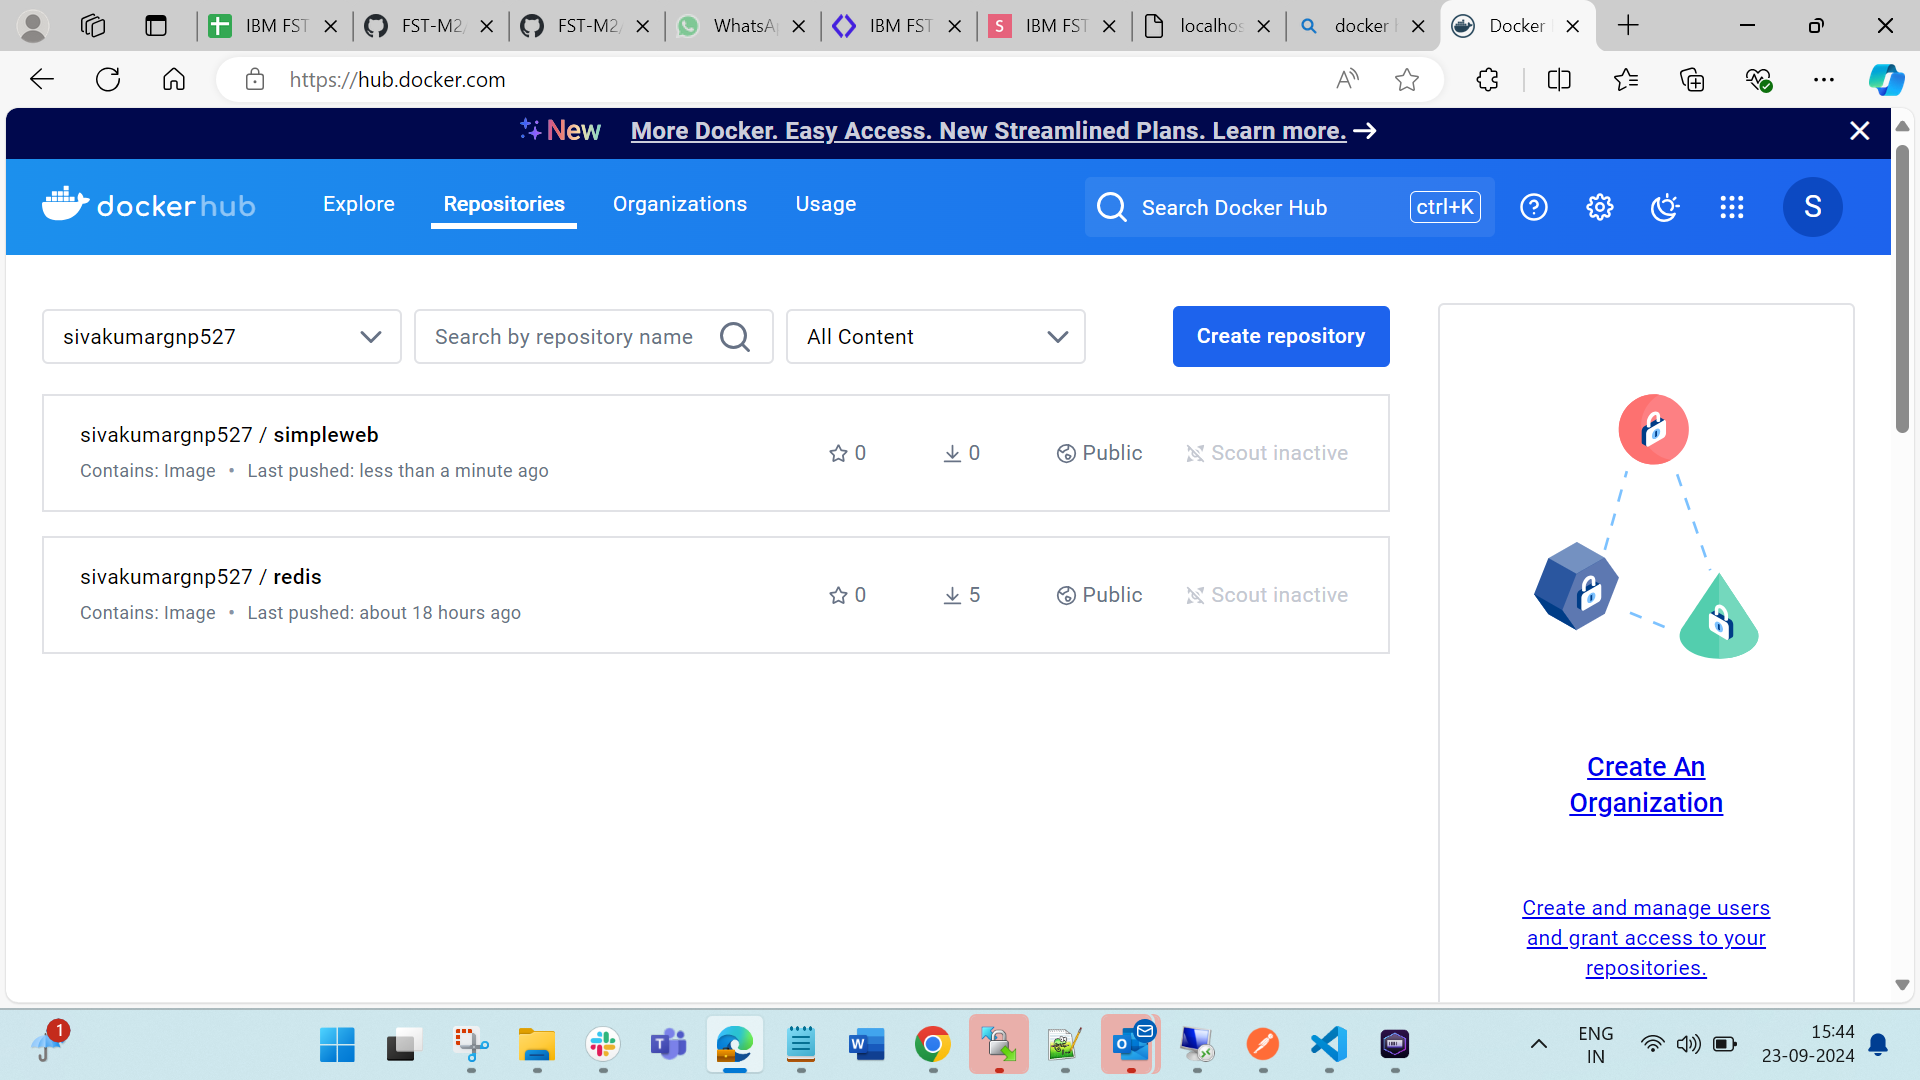 IBM FST
FST-M2/
FST-M2/
WhatsAp
IBM FST
S
IBM FST
localhos
docker
Docker
https://hub.docker.com
New More Docker. Easy Access. New Streamlined Plans. Learn more.
dockerhub
Explore
Repositories
Organizations
Usage
Search Docker Hub
ctrl+K
S
sivakumargnp527
Search by repository name
All Content
Create repository
sivakumargnp527 / simpleweb
Contains: Image • Last pushed: less than a minute ago
0
0
Public
Scout inactive
sivakumargnp527 / redis
Contains: Image • Last pushed: about 18 hours ago
0
5
Public
Scout inactive
Create An
Organization
Create and manage users
and grant access to your
repositories.
1
ENG
IN
15:44
23-09-2024